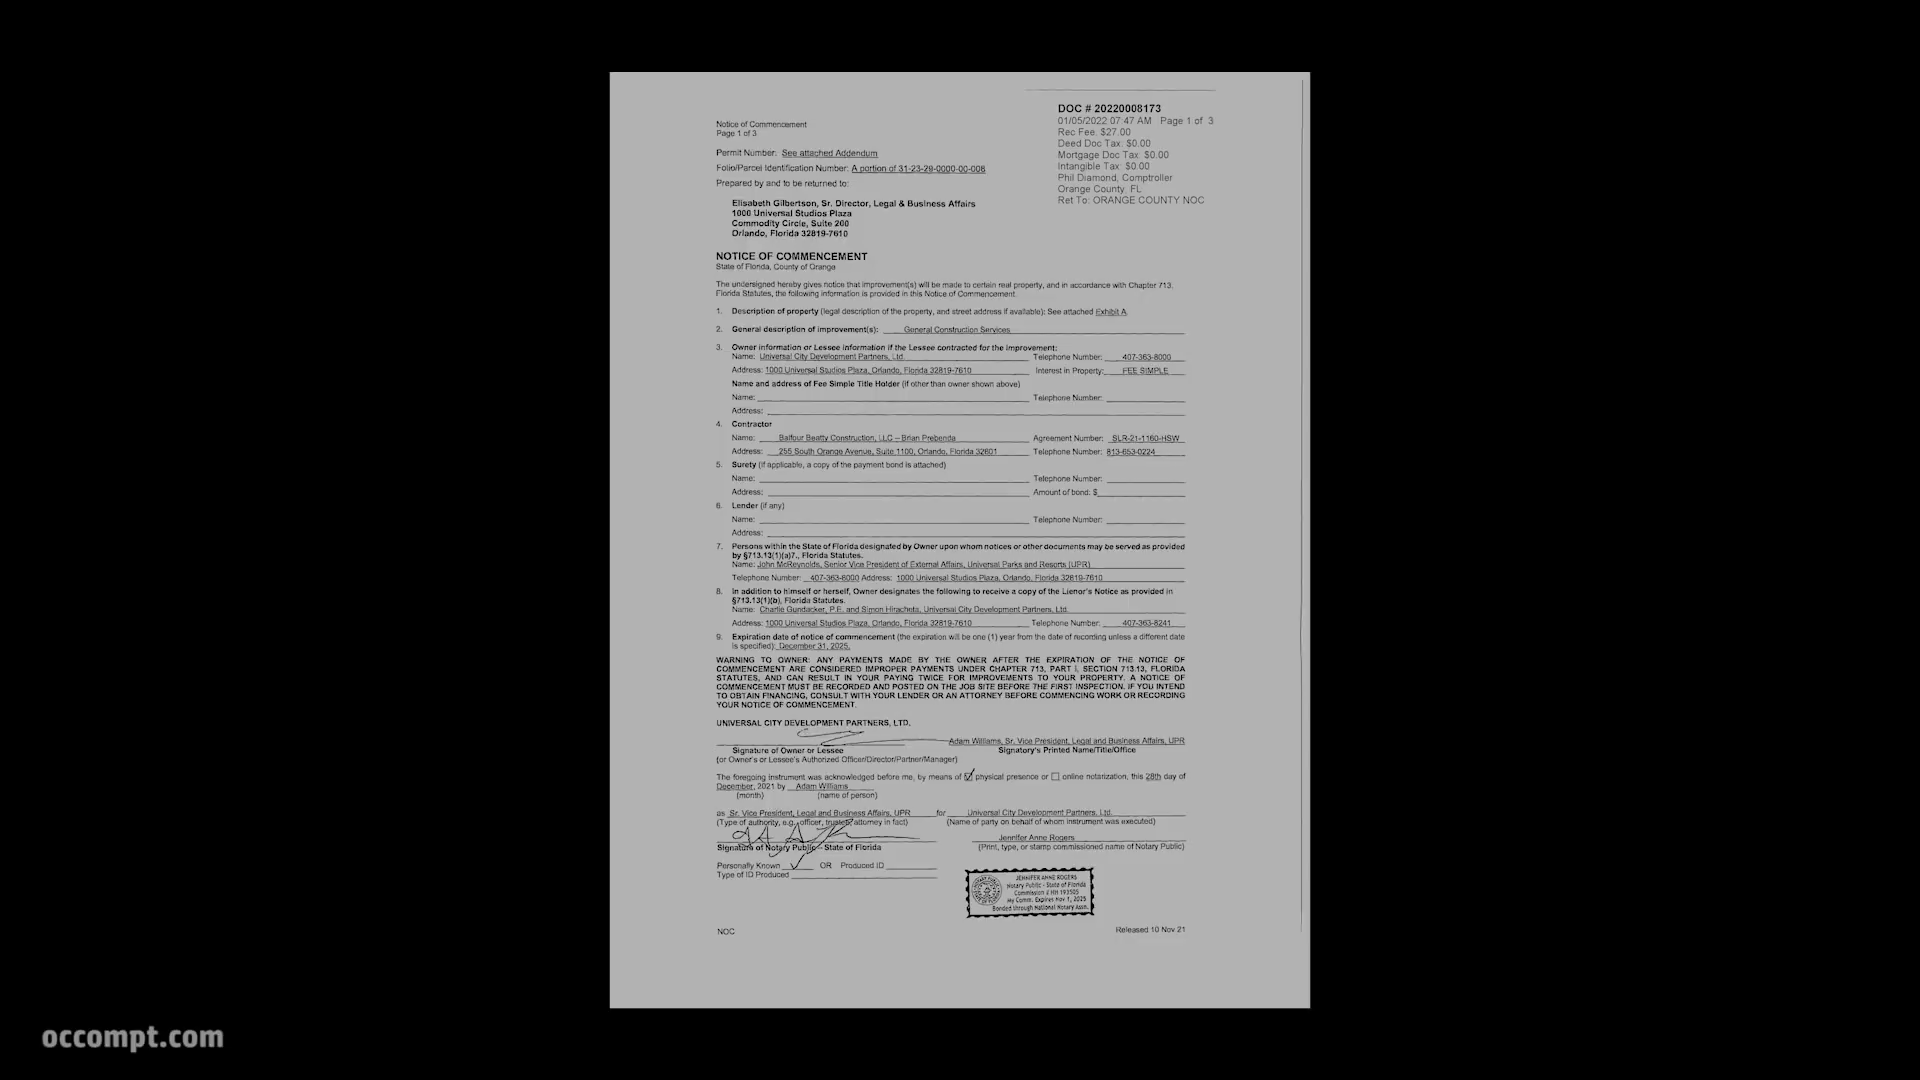 DOC # 20220008173
01/05/2022 07:47 AM Page 1 of 3
Rec Fee: $27.00
Deed Doc Tax: $0.00
Mortgage Doc Tax: $0.00
Intangible Tax: $0.00
Phil Diamond, Comptroller
Orange County, FL
Ret To: ORANGE COUNTY NOC
Notice of Commencement
Page 1 of 3
Permit Number: See attached Addendum
Folio/Parcel Identification Number: A portion of 31-23-29-0000-00-008
Prepared by and to be returned to:
Elisabeth Gilbertson, Sr. Director, Legal & Business Affairs
1000 Universal Studios Plaza
Commodity Circle, Suite 200
Orlando, Florida 32819-7610
NOTICE OF COMMENCEMENT
State of Florida, County of Orange
The undersigned hereby gives notice that improvement(s) will be made to certain real property, and in accordance with Chapter 713,
Florida Statutes, the following information is provided in this Notice of Commencement.
1. Description of property (legal description of the property, and street address if available): See attached Exhibit A.
2. General description of improvement(s): General Construction Services
3. Owner information or Lessee information if the Lessee contracted for the improvement:
Name: Universal City Development Partners, Ltd. Telephone Number: 407-363-8000
Address: 1000 Universal Studios Plaza, Orlando, Florida 32819-7610 Interest in Property: FEE SIMPLE
Name and address of Fee Simple Title Holder (if other than owner shown above)
Name: Telephone Number:
Address:
4. Contractor
Name: Balfour Beatty Construction, LLC – Brian Prebenda Agreement Number: SLR-21-1160-HSW
Address: 255 South Orange Avenue, Suite 1100, Orlando, Florida 32801 Telephone Number: 813-653-0224
5. Surety (if applicable, a copy of the payment bond is attached)
Name: Telephone Number:
Address: Amount of bond: $
6. Lender (if any)
Name: Telephone Number:
Address:
7. Persons within the State of Florida designated by Owner upon whom notices or other documents may be served as provided
by §713.13(1)(a)7., Florida Statutes.
Name: John McReynolds, Senior Vice President of External Affairs, Universal Parks and Resorts (UPR)
Telephone Number: 407-363-8000 Address: 1000 Universal Studios Plaza, Orlando, Florida 32819-7610
8. In addition to himself or herself, Owner designates the following to receive a copy of the Lienor's Notice as provided in
§713.13(1)(b), Florida Statutes.
Name: Charlie Gundacker, P.E. and Simon Hiracheta, Universal City Development Partners, Ltd.
Address: 1000 Universal Studios Plaza, Orlando, Florida 32819-7610 Telephone Number: 407-363-8241
9. Expiration date of notice of commencement (the expiration will be one (1) year from the date of recording unless a different date
is specified): December 31, 2025.
WARNING TO OWNER: ANY PAYMENTS MADE BY THE OWNER AFTER THE EXPIRATION OF THE NOTICE OF
COMMENCEMENT ARE CONSIDERED IMPROPER PAYMENTS UNDER CHAPTER 713, PART I, SECTION 713.13, FLORIDA
STATUTES, AND CAN RESULT IN YOUR PAYING TWICE FOR IMPROVEMENTS TO YOUR PROPERTY. A NOTICE OF
COMMENCEMENT MUST BE RECORDED AND POSTED ON THE JOB SITE BEFORE THE FIRST INSPECTION. IF YOU INTEND
TO OBTAIN FINANCING, CONSULT WITH YOUR LENDER OR AN ATTORNEY BEFORE COMMENCING WORK OR RECORDING
YOUR NOTICE OF COMMENCEMENT.
UNIVERSAL CITY DEVELOPMENT PARTNERS, LTD.
Adam Williams, Sr. Vice President, Legal and Business Affairs, UPR
Signature of Owner or Lessee Signatory's Printed Name/Title/Office
(or Owner's or Lessee's Authorized Officer/Director/Partner/Manager)
The foregoing instrument was acknowledged before me, by means of physical presence or online notarization, this 28th day of
December, 2021 by Adam Williams
(month) (name of person)
as Sr. Vice President, Legal and Business Affairs, UPR for Universal City Development Partners, Ltd.
(Type of authority, e.g., officer, trustee, attorney in fact) (Name of party on behalf of whom instrument was executed)
Jennifer Anne Rogers
Signature of Notary Public – State of Florida (Print, type, or stamp commissioned name of Notary Public)
Personally Known OR Produced ID
Type of ID Produced
JENNIFER ANNE ROGERS
Notary Public - State of Florida
Commission # HH 193505
My Comm. Expires Nov 1, 2025
Bonded through National Notary Assn.
NOC Released 10 Nov 21
occompt.com